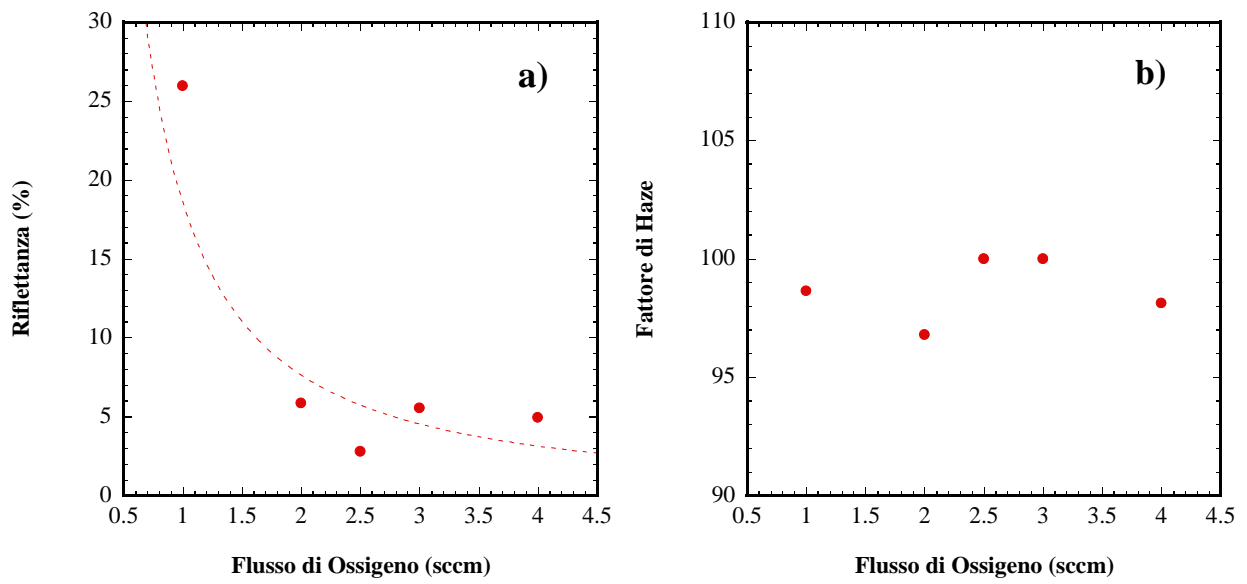 30
25
20
15
10
5
0
0.5 1 1.5 2 2.5 3 3.5 4 4.5
Riflettanza (%)
Flusso di Ossigeno (sccm)
a)
110
105
100
95
90
0.5 1 1.5 2 2.5 3 3.5 4 4.5
Fattore di Haze
Flusso di Ossigeno (sccm)
b)